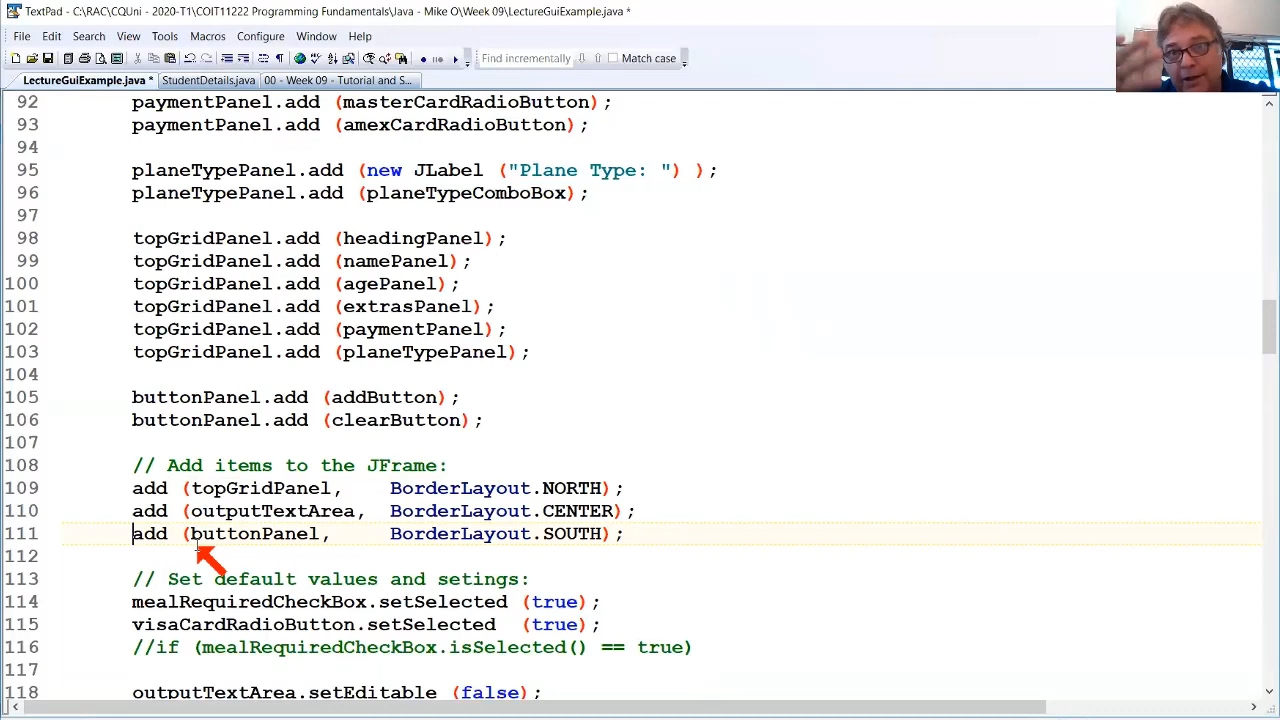 TextPad - C:\RAC\CQUni - 2020-T1\COIT11222 Programming Fundamentals\Java - Mike O\Week 09\LectureGuiExample.java *
File Edit Search View Tools Macros Configure Window Help
Find incrementally Match case
LectureGuiExample.java * StudentDetails.java 00 - Week 09 - Tutorial and S...
92 paymentPanel.add (masterCardRadioButton);
93 paymentPanel.add (amexCardRadioButton);
94
95 planeTypePanel.add (new JLabel ("Plane Type: ") );
96 planeTypePanel.add (planeTypeComboBox);
97
98 topGridPanel.add (headingPanel);
99 topGridPanel.add (namePanel);
100 topGridPanel.add (agePanel);
101 topGridPanel.add (extrasPanel);
102 topGridPanel.add (paymentPanel);
103 topGridPanel.add (planeTypePanel);
104
105 buttonPanel.add (addButton);
106 buttonPanel.add (clearButton);
107
108 // Add items to the JFrame:
109 add (topGridPanel, BorderLayout.NORTH);
110 add (outputTextArea, BorderLayout.CENTER);
111 add (buttonPanel, BorderLayout.SOUTH);
112
113 // Set default values and setings:
114 mealRequiredCheckBox.setSelected (true);
115 visaCardRadioButton.setSelected (true);
116 //if (mealRequiredCheckBox.isSelected() == true)
117
118 outputTextArea.setEditable (false);